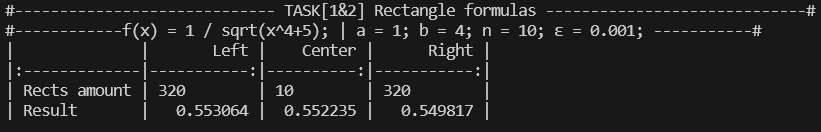 #---------------------------- TASK[1&2] Rectangle formulas ----------------------------#
#------------f(x) = 1 / sqrt(x^4+5); | a = 1; b = 4; n = 10; ε = 0.001; -----------#
|              |       Left |    Center |      Right |
|:-------------|-----------:|----------:|-----------:|
| Rects amount | 320        | 10        | 320        |
| Result       |   0.553064 |  0.552235 |   0.549817 |